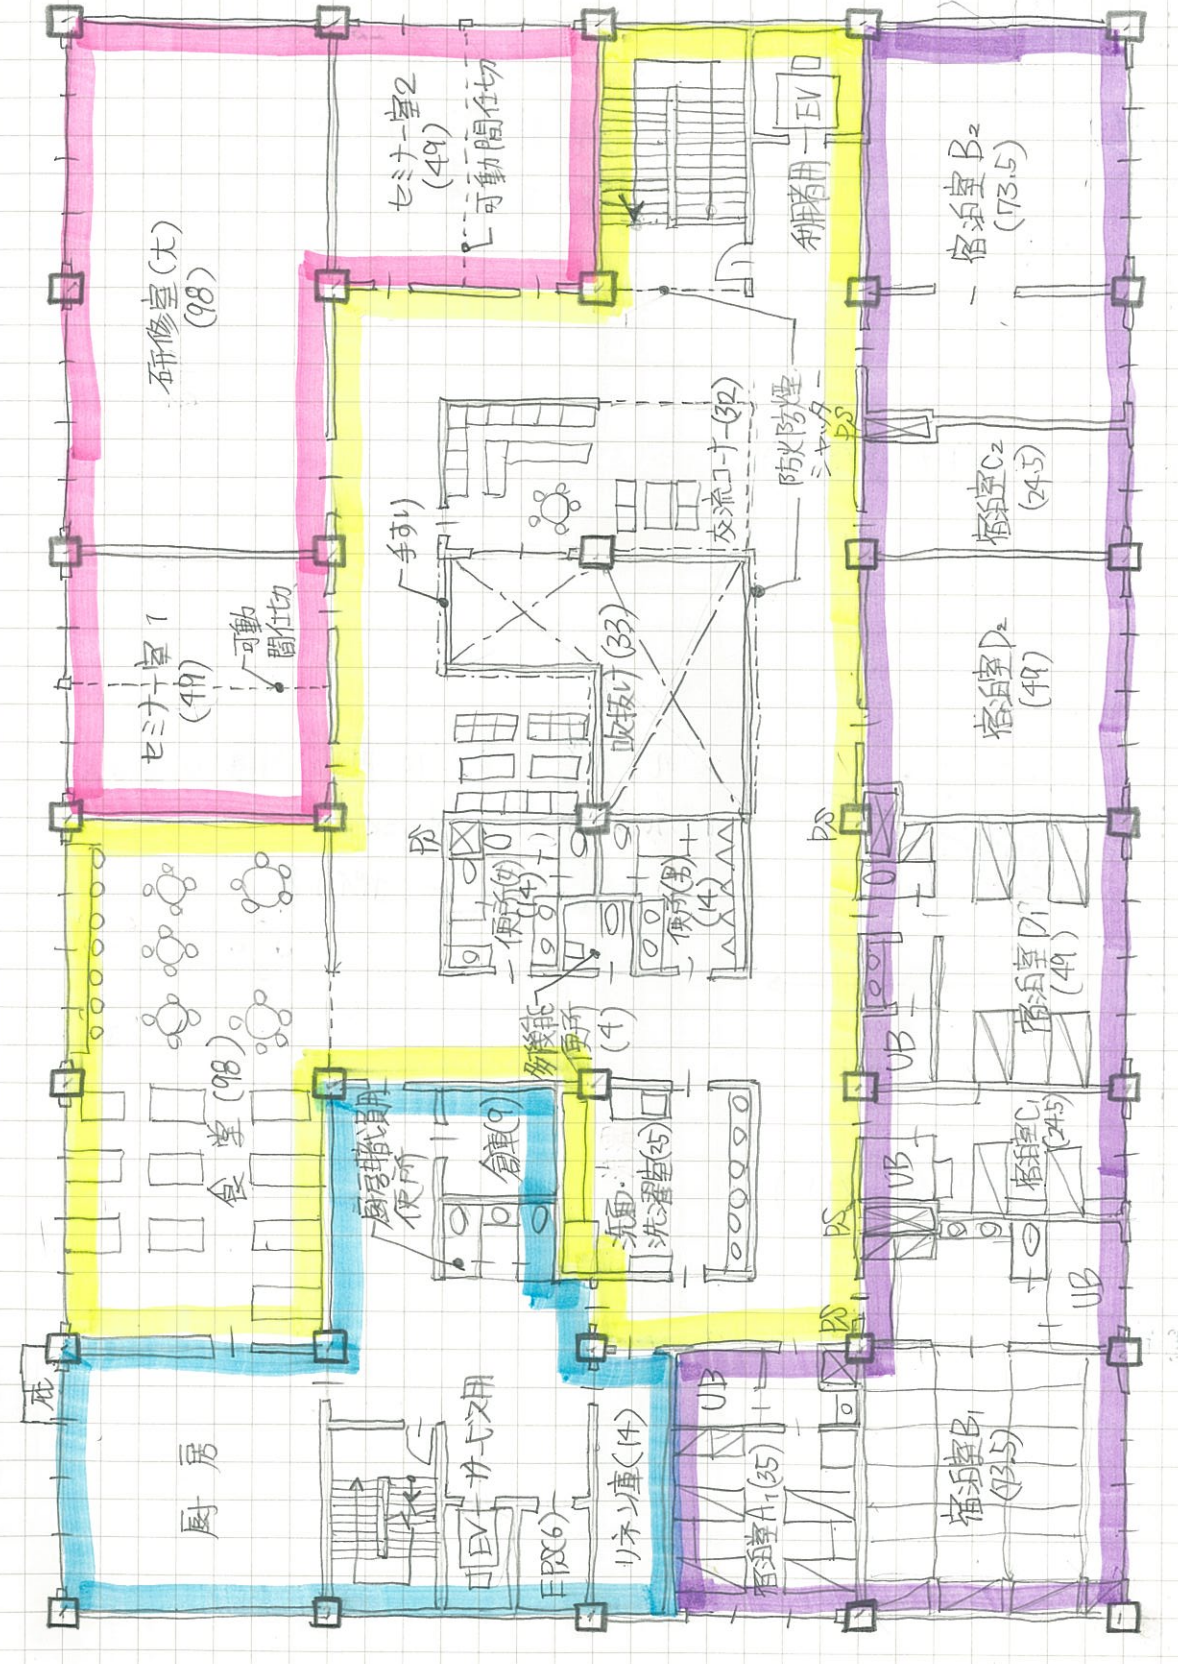 研修室(大)
(98)
セミナー室2
(49)
可動間仕切
EV
利用者用
宿泊室B2
(73.5)
セミナー室1
(49)
可動
間仕切
手すり
交流コーナー(32)
防火防煙
シャッター
PS
宿泊室C2
(24.5)
吹抜け(33)
宿泊室D2
(49)
PS
便所(女)
(14)
便所(男)
(14)
多機能
便所
(4)
PS
UB
宿泊室D1
(49)
食堂(98)
厨房職員用
便所
倉庫(9)
洗面・
洗濯室(25)
UB
宿泊室C1
(24.5)
PS
UB
PS
庇
厨房
サービス用
EV
EPS(6)
リネン庫(14)
UB
宿泊室A1(35)
宿泊室B1
(73.5)